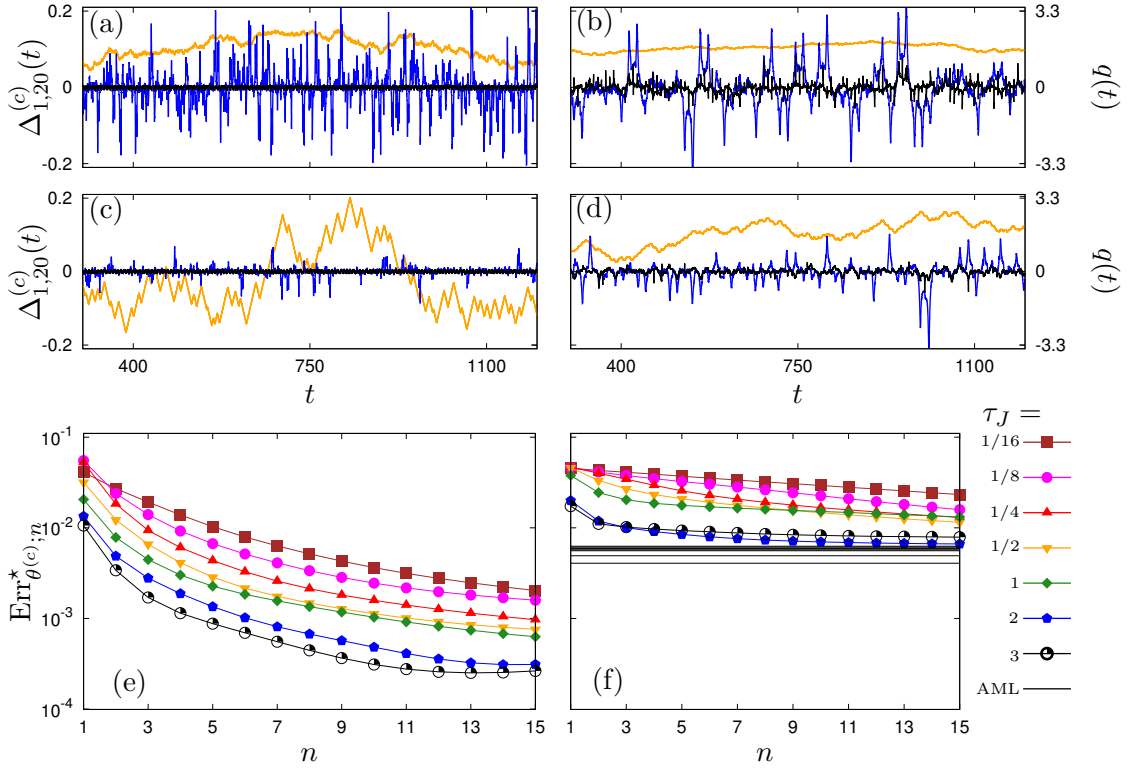 (a)
(b)
0.2
0
-0.2
Δ^{(c)}_{1,20}(t)
3.3
0
-3.3
q(t)
(c)
(d)
0.2
0
-0.2
Δ^{(c)}_{1,20}(t)
3.3
0
-3.3
q(t)
400 750 1100
400 750 1100
t
t
τ_J =
1/16
1/8
1/4
1/2
1
2
3
AML
10^{-1}
10^{-2}
10^{-3}
10^{-4}
Err^⋆_{θ^{(c)};n}
(e)
(f)
1 3 5 7 9 11 13 15
1 3 5 7 9 11 13 15
n
n